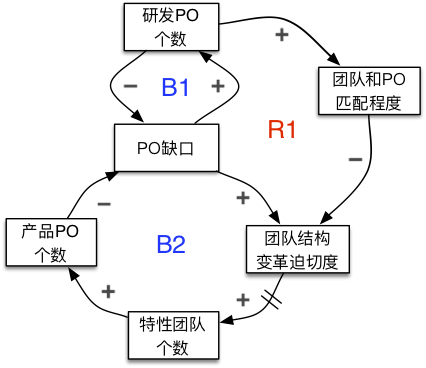 研发PO
个数
+
团队和PO
匹配程度
−
B1
+
R1
PO缺口
−
+
−
产品PO
个数
B2
团队结构
变革迫切度
+
+
特性团队
个数